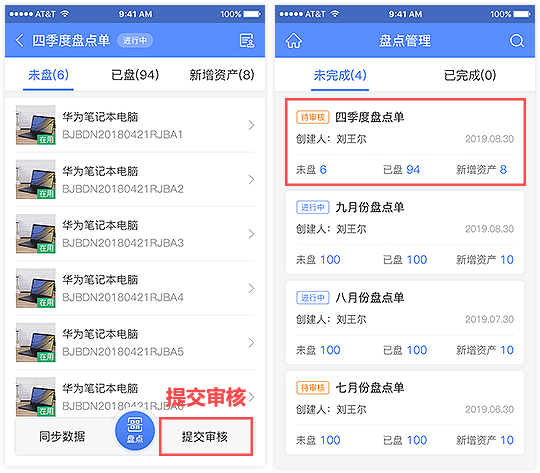 AT&T 9:41 AM 100%
四季度盘点单 进行中
未盘(6) 已盘(94) 新增资产(8)
华为笔记本电脑
BJBDN20180421RJBA1
在用
华为笔记本电脑
BJBDN20180421RJBA2
在用
华为笔记本电脑
BJBDN20180421RJBA3
在用
华为笔记本电脑
BJBDN20180421RJBA4
在用
华为笔记本电脑
BJBDN20180421RJBA5
在用
华为笔记本电脑
提交审核
同步数据 盘点 提交审核
AT&T 9:41 AM 100%
盘点管理
未完成(4) 已完成(0)
待审核 四季度盘点单
创建人：刘王尔 2019.08.30
未盘 6 已盘 94 新增资产 8
进行中 九月份盘点单
创建人：刘王尔 2019.08.30
未盘 100 已盘 100 新增资产 10
进行中 八月份盘点单
创建人：刘王尔 2019.07.30
未盘 100 已盘 100 新增资产 10
待审核 七月份盘点单
创建人：刘王尔 2019.06.30
未盘 100 已盘 100 新增资产 10